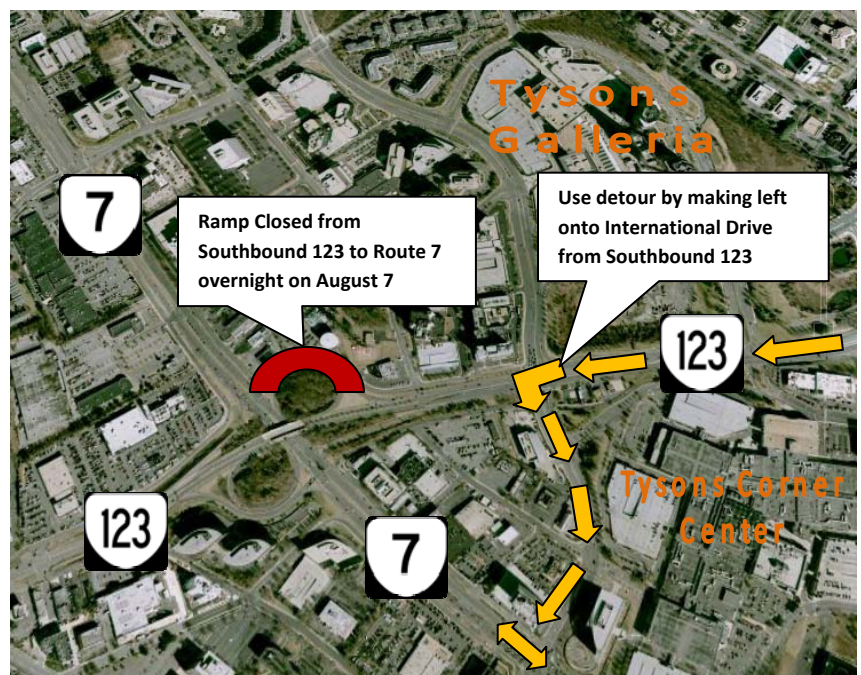 Tysons
Galleria
7
Ramp Closed from
Southbound 123 to Route 7
overnight on August 7
Use detour by making left
onto International Drive
from Southbound 123
123
Tysons Corner
Center
123
7